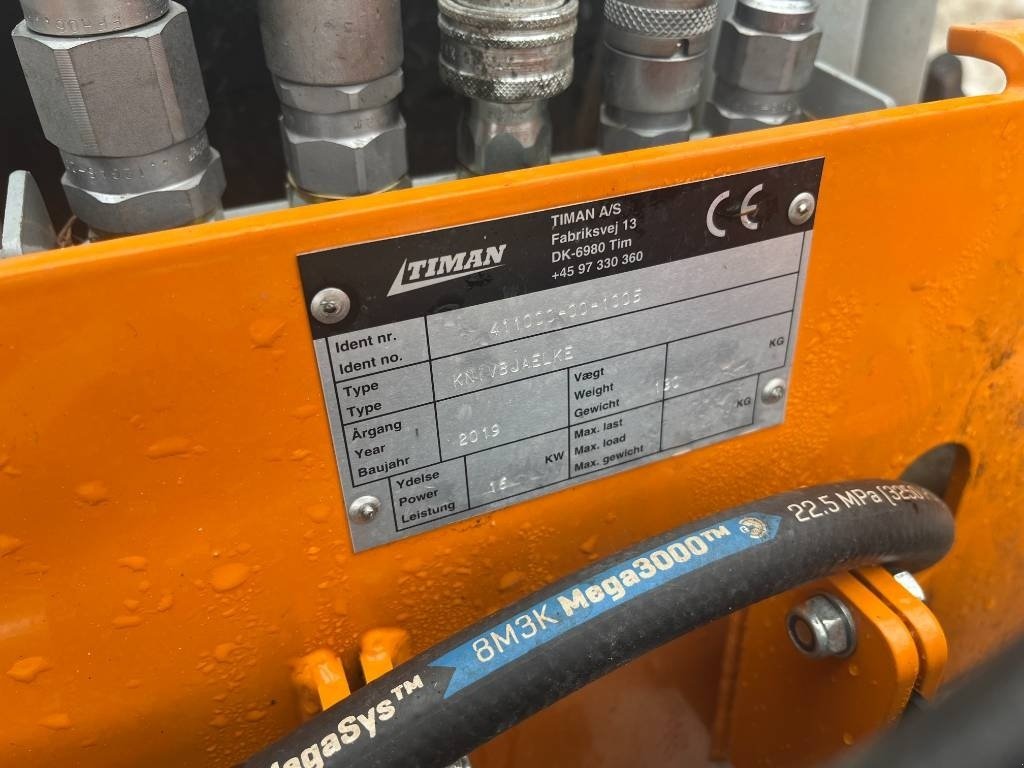 TIMAN
TIMAN A/S
Fabriksvej 13
DK-6980 Tim
+45 97 330 360
CE
Ident nr.
Ident no.
Type
Type
KNIVBJAELKE
Årgang
Year
Baujahr
2019
Vægt
Weight
Gewicht
KG
Ydelse
Power
Leistung
KW
Max. last
Max. load
Max. gewicht
KG
MegaSys™
8M3K Mega3000™
22.5 MPa